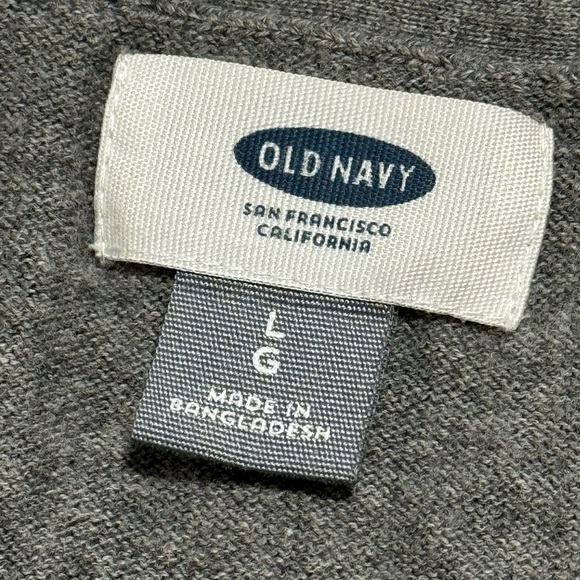 OLD NAVY
SAN FRANCISCO
CALIFORNIA
L
G
MADE IN
BANGLADESH